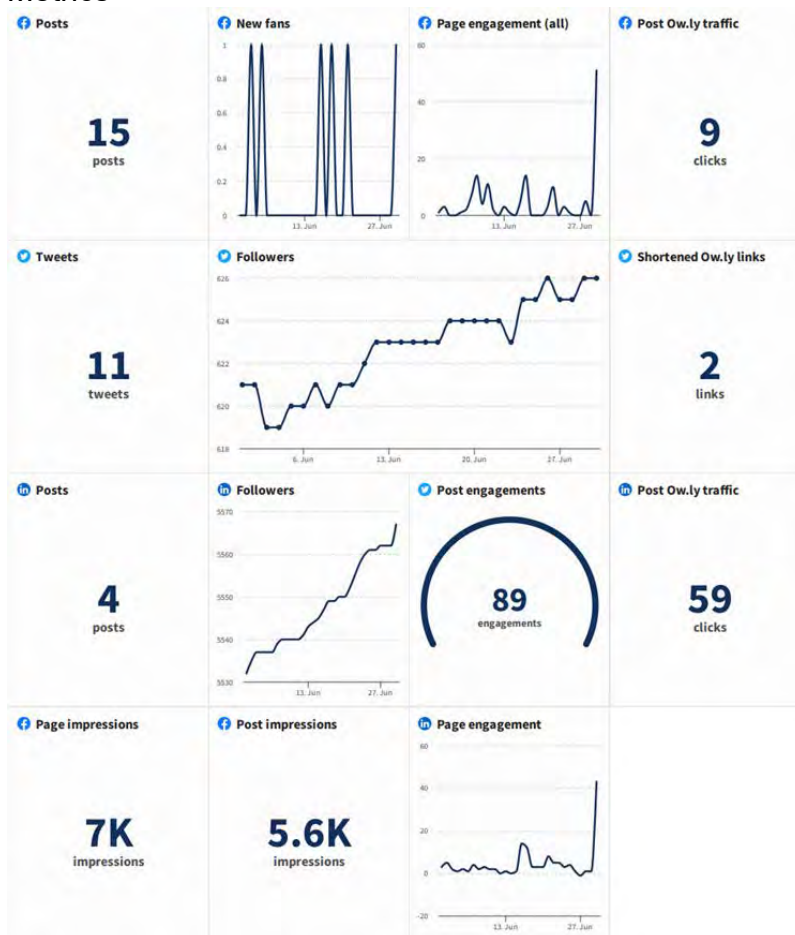 Posts
15
posts
New fans
1
0.8
0.6
0.4
0.2
0
13. Jun
27. Jun
Page engagement (all)
60
40
20
0
13. Jun
27. Jun
Post Ow.ly traffic
9
clicks
Tweets
11
tweets
Followers
626
624
622
620
618
6. Jun
13. Jun
20. Jun
27. Jun
Shortened Ow.ly links
2
links
Posts
4
posts
Followers
5570
5560
5550
5540
5530
13. Jun
27. Jun
Post engagements
89
engagements
Post Ow.ly traffic
59
clicks
Page impressions
7K
impressions
Post impressions
5.6K
impressions
Page engagement
60
40
20
0
-20
13. Jun
27. Jun